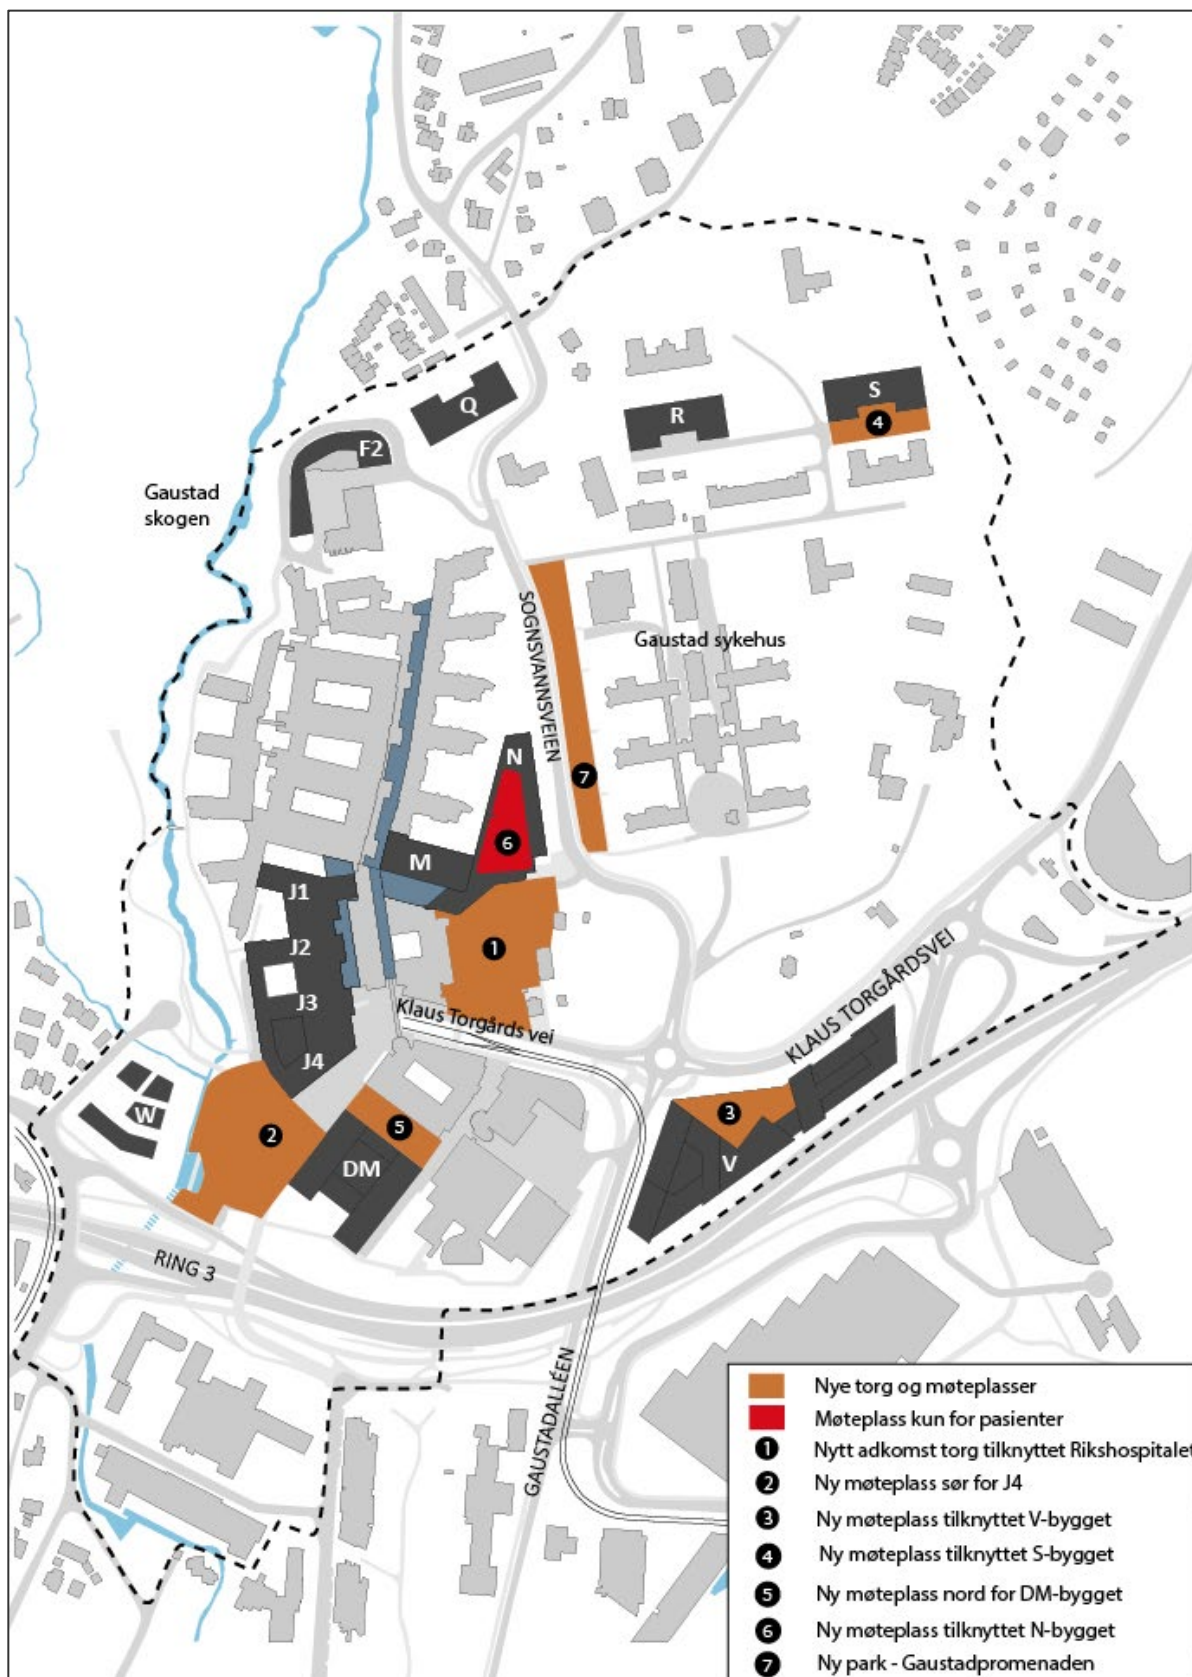 Q
R
S
4
F2
Gaustad
skogen
SOGNSVANNSVEIEN
Gaustad sykehus
N
7
6
M
J1
1
J2
J3
Klaus Torgårds vei
KLAUS TORGÅRDSVEI
J4
W
2
5
3
DM
V
RING 3
GAUSTADALLÉEN
Nye torg og møteplasser
Møteplass kun for pasienter
1 Nytt adkomst torg tilknyttet Rikshospitalet
2 Ny møteplass sør for J4
3 Ny møteplass tilknyttet V-bygget
4 Ny møteplass tilknyttet S-bygget
5 Ny møteplass nord for DM-bygget
6 Ny møteplass tilknyttet N-bygget
7 Ny park - Gaustadpromenaden